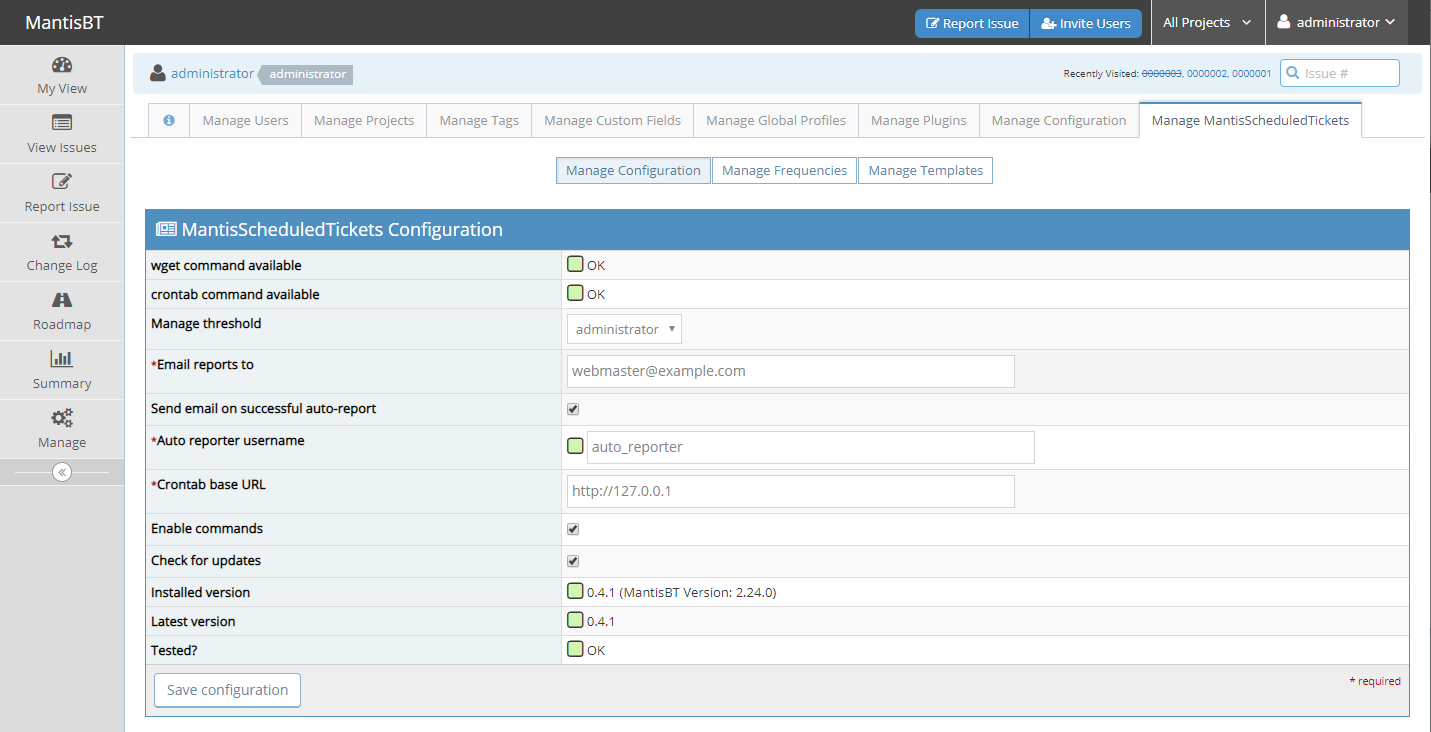 MantisBT
Report Issue
Invite Users
All Projects
administrator
My View
View Issues
Report Issue
Change Log
Roadmap
Summary
Manage
administrator administrator
Recently Visited: 0000003, 0000002, 0000001
Issue #
Manage Users
Manage Projects
Manage Tags
Manage Custom Fields
Manage Global Profiles
Manage Plugins
Manage Configuration
Manage MantisScheduledTickets
Manage Configuration
Manage Frequencies
Manage Templates
MantisScheduledTickets Configuration
wget command available OK
crontab command available OK
Manage threshold administrator
*Email reports to webmaster@example.com
Send email on successful auto-report
*Auto reporter username auto_reporter
*Crontab base URL http://127.0.0.1
Enable commands
Check for updates
Installed version 0.4.1 (MantisBT Version: 2.24.0)
Latest version 0.4.1
Tested? OK
Save configuration
* required